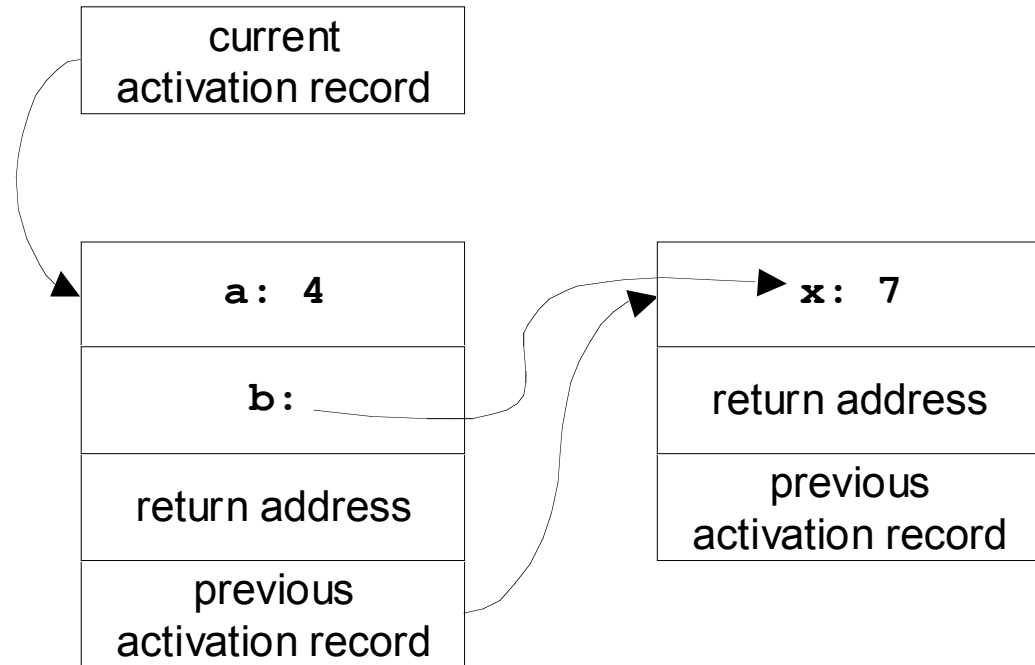 current
activation record
a: 4
b:
return address
previous
activation record
x: 7
return address
previous
activation record